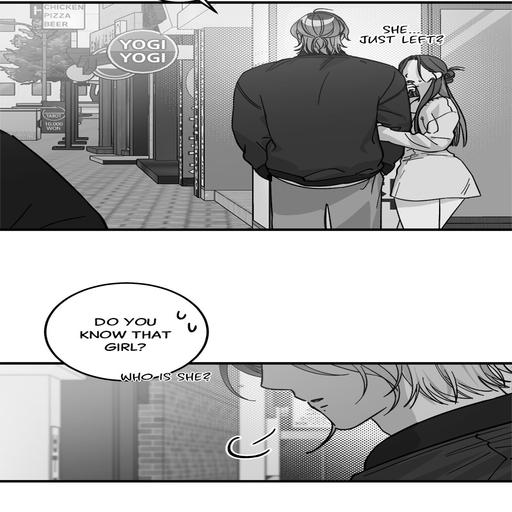 CHICKEN
PIZZA
BEER
YOGI
YOGI
TAROT
10,000
WON
SHE...
JUST LEFT?
DO YOU
KNOW THAT
GIRL?
WHO IS SHE?